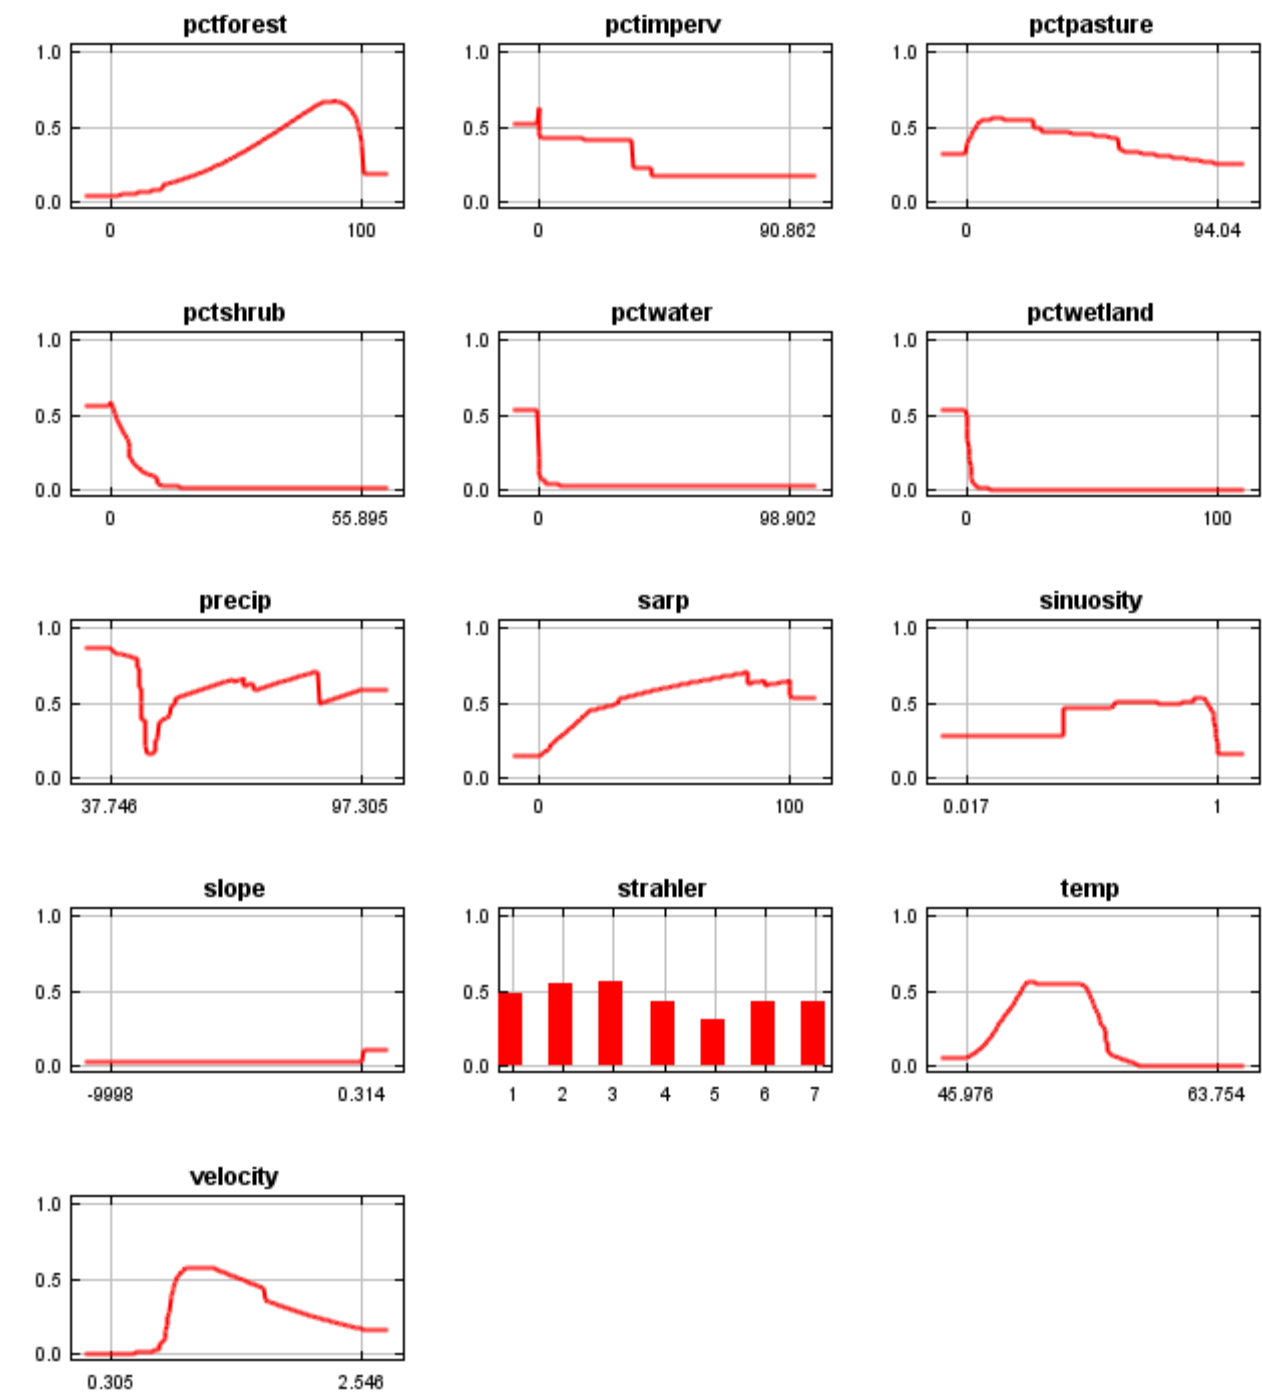 pctforest pctimperv pctpasture
1.0 1.0 1.0
0.5 0.5 0.5
0.0 0.0 0.0
0 100 0 90.862 0 94.04
pctshrub pctwater pctwetland
1.0 1.0 1.0
0.5 0.5 0.5
0.0 0.0 0.0
0 55.895 0 98.902 0 100
precip sarp sinuosity
1.0 1.0 1.0
0.5 0.5 0.5
0.0 0.0 0.0
37.746 97.305 0 100 0.017 1
slope strahler temp
1.0 1.0 1.0
0.5 0.5 0.5
0.0 0.0 0.0
-9998 0.314 1 2 3 4 5 6 7 45.976 63.754
velocity
1.0
0.5
0.0
0.305 2.546